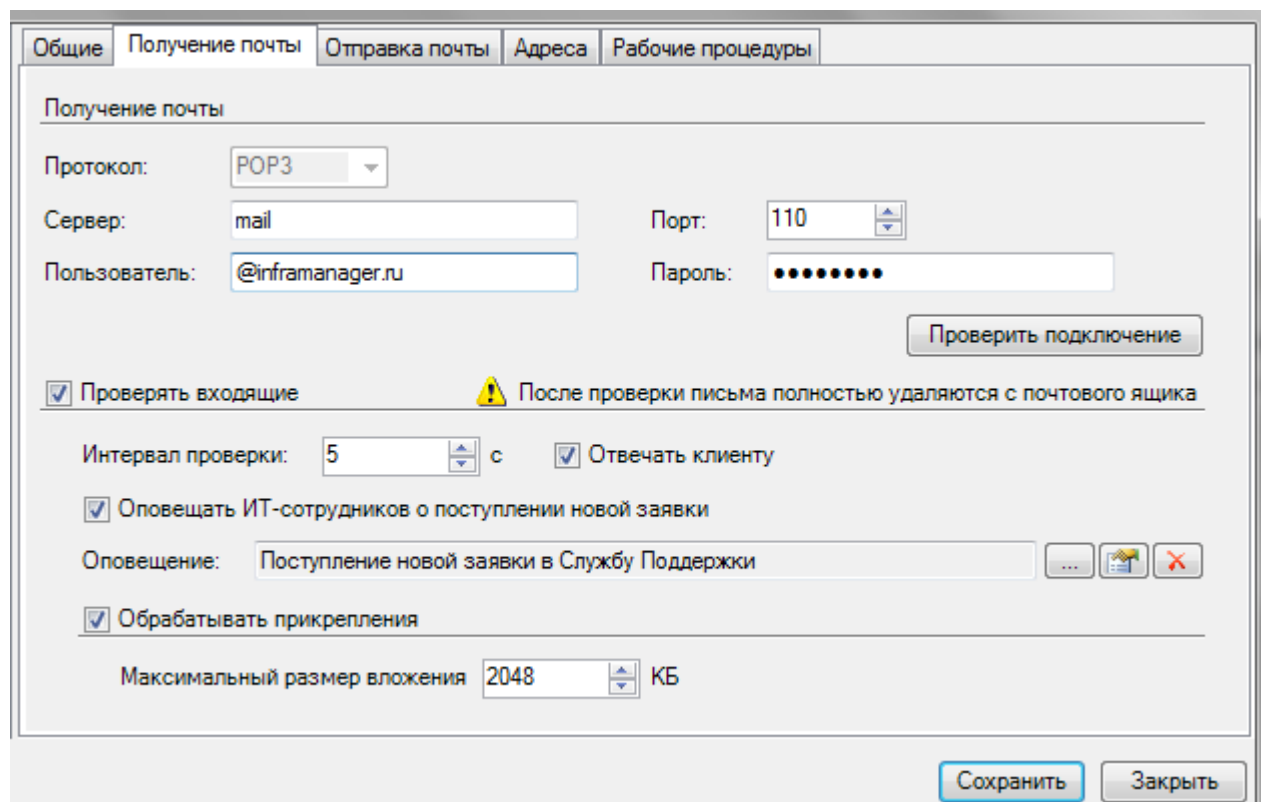 Общие Получение почты Отправка почты Адреса Рабочие процедуры
Получение почты
Протокол: POP3
Сервер: mail Порт: 110
Пользователь: @inframanager.ru Пароль: ●●●●●●●●
Проверить подключение
Проверять входящие После проверки письма полностью удаляются с почтового ящика
Интервал проверки: 5 с Отвечать клиенту
Оповещать ИТ-сотрудников о поступлении новой заявки
Оповещение: Поступление новой заявки в Службу Поддержки ...
Обрабатывать прикрепления
Максимальный размер вложения 2048 КБ
Сохранить Закрыть